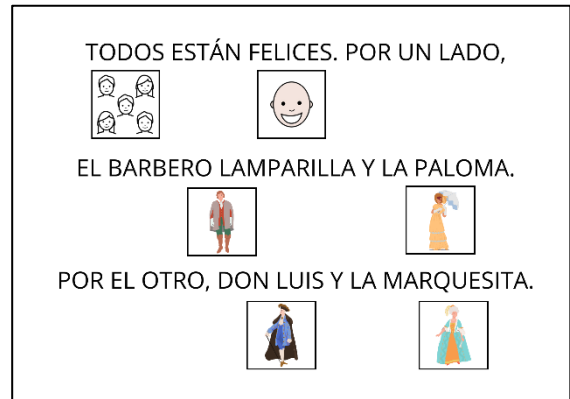 TODOS ESTÁN FELICES. POR UN LADO,
EL BARBERO LAMPARILLA Y LA PALOMA.
POR EL OTRO, DON LUIS Y LA MARQUESITA.